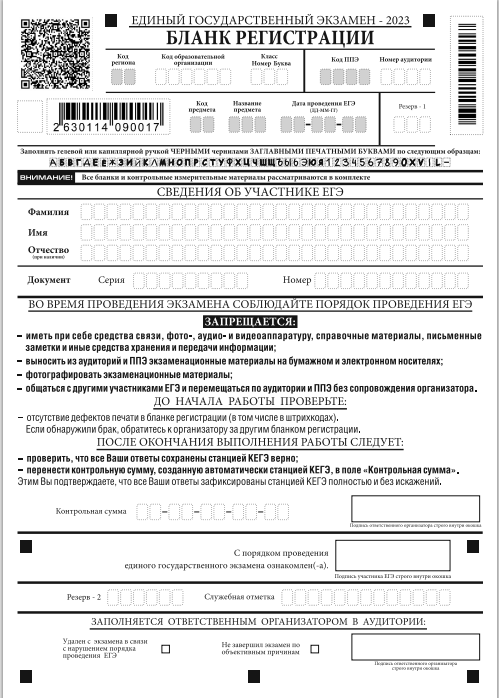 ЕДИНЫЙ ГОСУДАРСТВЕННЫЙ ЭКЗАМЕН - 2023
БЛАНК РЕГИСТРАЦИИ
Код региона
Код образовательной организации
Класс
Номер Буква
Код ППЭ
Номер аудитории
2630114 090017
Код предмета
Название предмета
Дата проведения ЕГЭ
(ДД-ММ-ГГ)
Резерв - 1
Заполнять гелевой или капиллярной ручкой ЧЕРНЫМИ чернилами ЗАГЛАВНЫМИ ПЕЧАТНЫМИ БУКВАМИ по следующим образцам:
АБВГДЕЁЖЗИЙКЛМНОПРСТУФХЦЧШЩЪЫЬЭЮЯ1234567890XVIL-
ВНИМАНИЕ! Все бланки и контрольные измерительные материалы рассматриваются в комплекте
СВЕДЕНИЯ ОБ УЧАСТНИКЕ ЕГЭ
Фамилия
Имя
Отчество
(при наличии)
Документ Серия Номер
ВО ВРЕМЯ ПРОВЕДЕНИЯ ЭКЗАМЕНА СОБЛЮДАЙТЕ ПОРЯДОК ПРОВЕДЕНИЯ ЕГЭ
ЗАПРЕЩАЕТСЯ:
– иметь при себе средства связи, фото-, аудио- и видеоаппаратуру, справочные материалы, письменные
заметки и иные средства хранения и передачи информации;
– выносить из аудиторий и ППЭ экзаменационные материалы на бумажном и электронном носителях;
– фотографировать экзаменационные материалы;
– общаться с другими участниками ЕГЭ и перемещаться по аудитории и ППЭ без сопровождения организатора.
ДО НАЧАЛА РАБОТЫ ПРОВЕРЬТЕ:
– отсутствие дефектов печати в бланке регистрации (в том числе в штрихкодах).
Если обнаружили брак, обратитесь к организатору за другим бланком регистрации.
ПОСЛЕ ОКОНЧАНИЯ ВЫПОЛНЕНИЯ РАБОТЫ СЛЕДУЕТ:
– проверить, что все Ваши ответы сохранены станцией КЕГЭ верно;
– перенести контрольную сумму, созданную автоматически станцией КЕГЭ, в поле «Контрольная сумма».
Этим Вы подтверждаете, что все Ваши ответы зафиксированы станцией КЕГЭ полностью и без искажений.
Контрольная сумма
Подпись ответственного организатора строго внутри окошка
С порядком проведения
единого государственного экзамена ознакомлен(-а).
Подпись участника ЕГЭ строго внутри окошка
Резерв - 2 Служебная отметка
ЗАПОЛНЯЕТСЯ ОТВЕТСТВЕННЫМ ОРГАНИЗАТОРОМ В АУДИТОРИИ:
Удален с экзамена в связи
с нарушением порядка
проведения ЕГЭ
Не завершил экзамен по
объективным причинам
Подпись ответственного организатора
строго внутри окошка